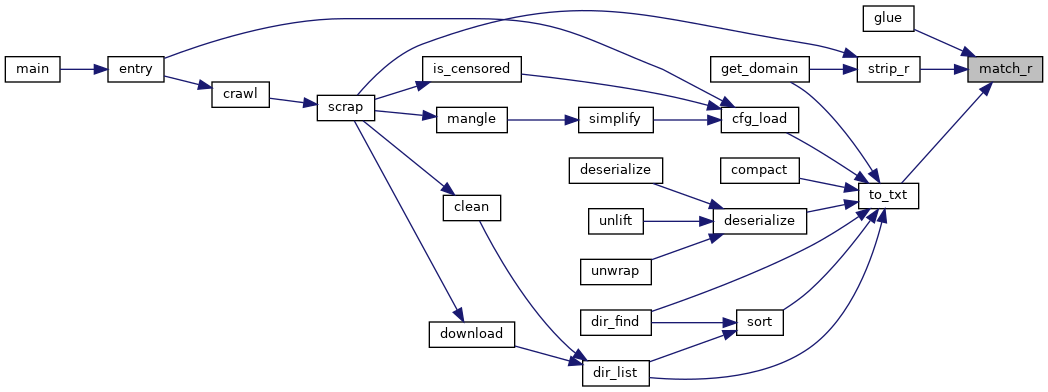 glue
main
entry
is_censored
get_domain
strip_r
match_r
crawl
scrap
mangle
simplify
cfg_load
deserialize
compact
to_txt
clean
unlift
deserialize
unwrap
dir_find
sort
download
dir_list